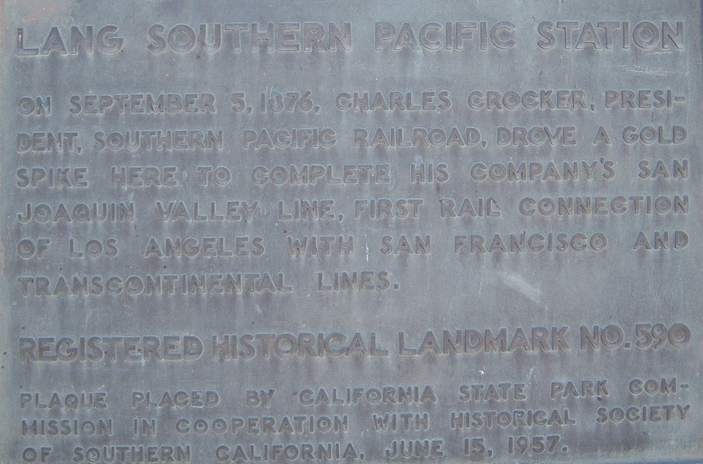 LANG SOUTHERN PACIFIC STATION
ON SEPTEMBER 5, 1876, CHARLES CROCKER, PRESI-
DENT, SOUTHERN PACIFIC RAILROAD, DROVE A GOLD
SPIKE HERE TO COMPLETE HIS COMPANY'S SAN
JOAQUIN VALLEY LINE, FIRST RAIL CONNECTION
OF LOS ANGELES WITH SAN FRANCISCO AND
TRANSCONTINENTAL LINES.
REGISTERED HISTORICAL LANDMARK NO. 590
PLAQUE PLACED BY CALIFORNIA STATE PARK COM-
MISSION IN COOPERATION WITH HISTORICAL SOCIETY
OF SOUTHERN CALIFORNIA, JUNE 15, 1957.